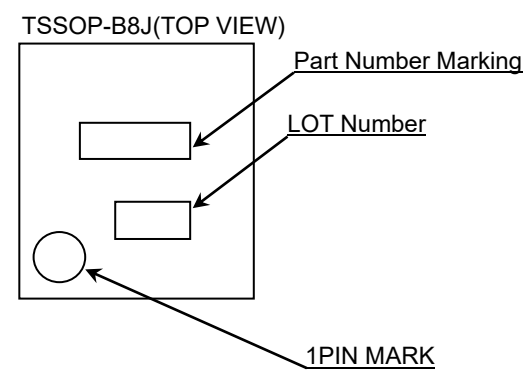 TSSOP-B8J(TOP VIEW)
Part Number Marking
LOT Number
1PIN MARK